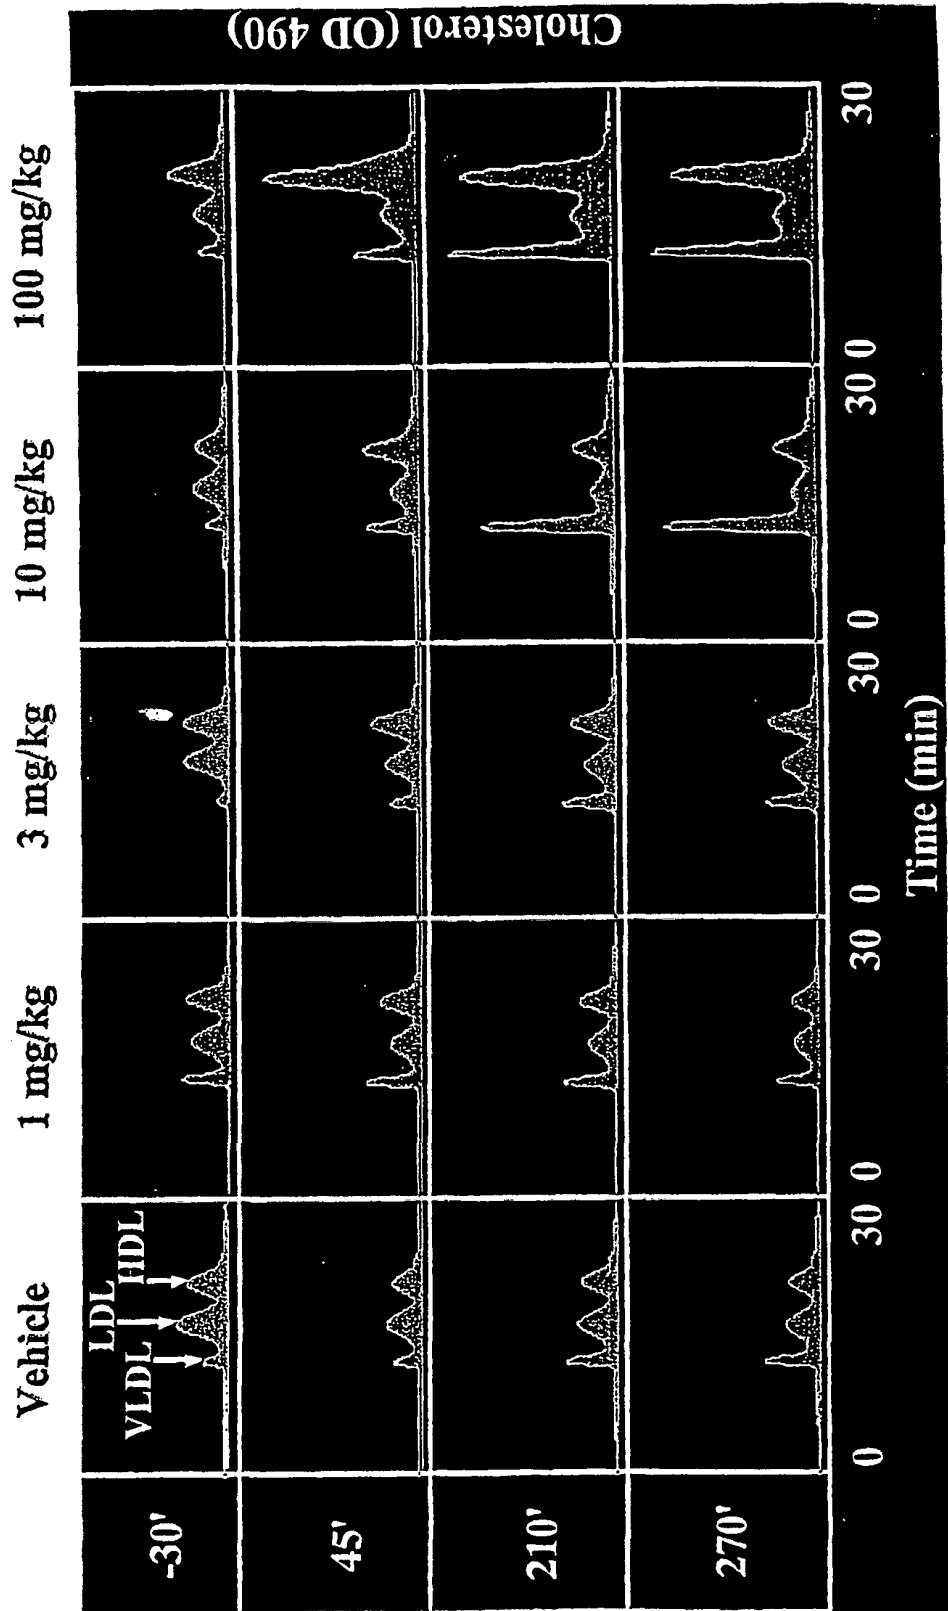 Vehicle 1 mg/kg 3 mg/kg 10 mg/kg 100 mg/kg
VLDL LDL HDL
-30'
45'
210'
270'
Cholesterol (OD 490)
0 30 0 30 0 30 0 30 0 30
Time (min)